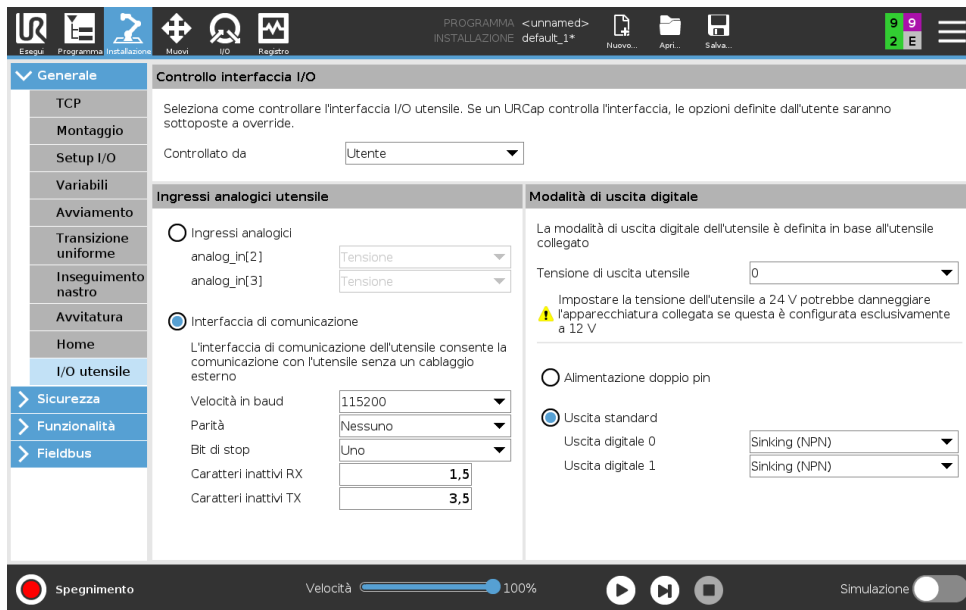 PROGRAMMA <unnamed>
INSTALLAZIONE default_1*
UR
Esegui
Programma
Installazione
Muovi
I/O
Registro
Nuovo...
Apri...
Salva...
9 9
2 E
Generale
TCP
Montaggio
Setup I/O
Variabili
Avviamento
Transizione
uniforme
Inseguimento
nastro
Avvitatura
Home
I/O utensile
Sicurezza
Funzionalità
Fieldbus
Controllo interfaccia I/O
Seleziona come controllare l'interfaccia I/O utensile. Se un URCap controlla l'interfaccia, le opzioni definite dall'utente saranno
sottoposte a override.
Controllato da Utente
Ingressi analogici utensile
Ingressi analogici
analog_in[2] Tensione
analog_in[3] Tensione
Interfaccia di comunicazione
L'interfaccia di comunicazione dell'utensile consente la
comunicazione con l'utensile senza un cablaggio
esterno
Velocità in baud 115200
Parità Nessuno
Bit di stop Uno
Caratteri inattivi RX 1,5
Caratteri inattivi TX 3,5
Modalità di uscita digitale
La modalità di uscita digitale dell'utensile è definita in base all'utensile
collegato
Tensione di uscita utensile 0
Impostare la tensione dell'utensile a 24 V potrebbe danneggiare
l'apparecchiatura collegata se questa è configurata esclusivamente
a 12 V
Alimentazione doppio pin
Uscita standard
Uscita digitale 0 Sinking (NPN)
Uscita digitale 1 Sinking (NPN)
Spegnimento
Velocità 100%
Simulazione